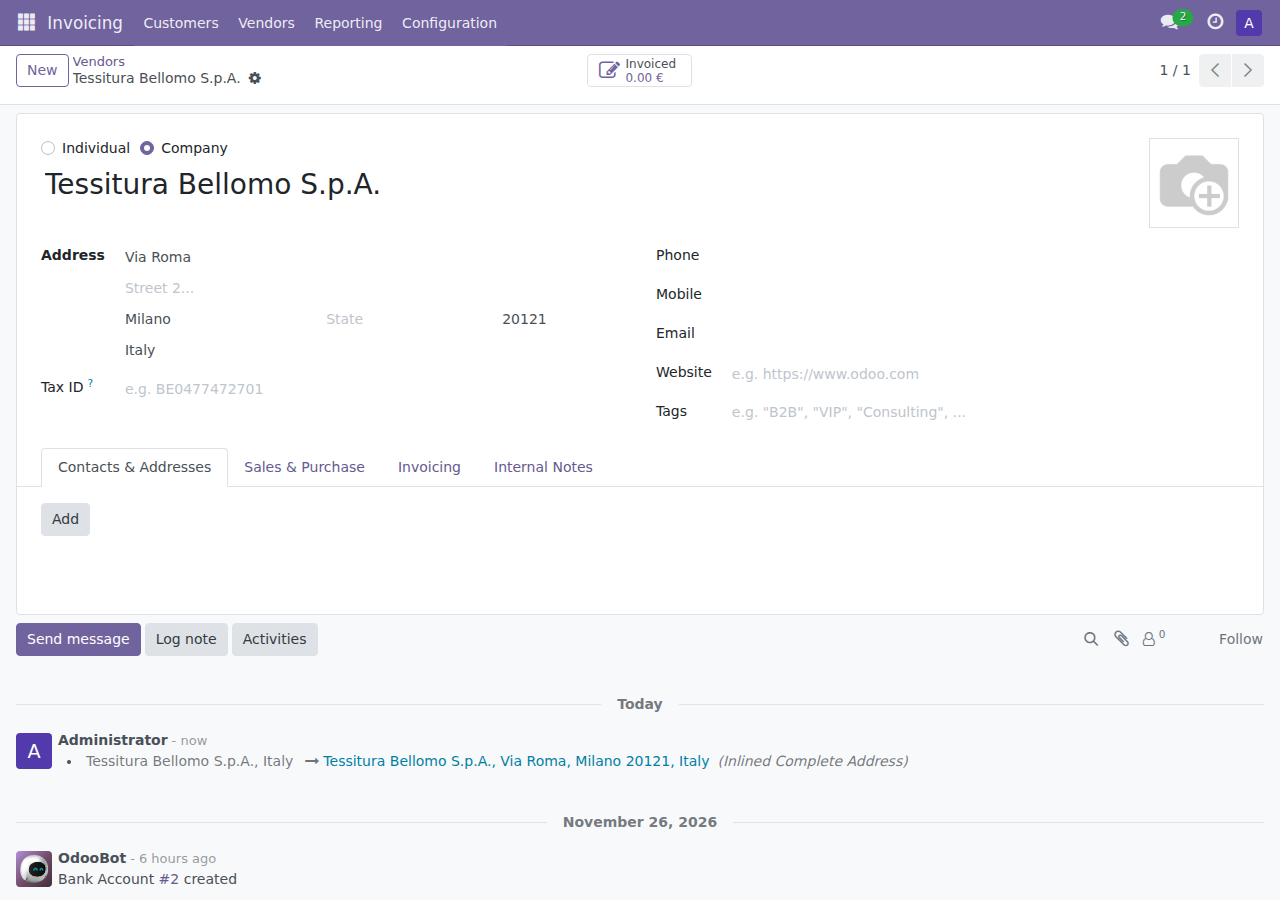 Invoicing Customers Vendors Reporting Configuration 2 A
New Vendors
Tessitura Bellomo S.p.A.
Invoiced
0.00 €
1 / 1
Individual Company
Tessitura Bellomo S.p.A.
Address Via Roma
Street 2...
Milano State 20121
Italy
Tax ID ? e.g. BE0477472701
Phone
Mobile
Email
Website e.g. https://www.odoo.com
Tags e.g. "B2B", "VIP", "Consulting", ...
Contacts & Addresses Sales & Purchase Invoicing Internal Notes
Add
Send message Log note Activities 0 Follow
Today
A Administrator - now
• Tessitura Bellomo S.p.A., Italy → Tessitura Bellomo S.p.A., Via Roma, Milano 20121, Italy (Inlined Complete Address)
November 26, 2026
OdooBot - 6 hours ago
Bank Account #2 created